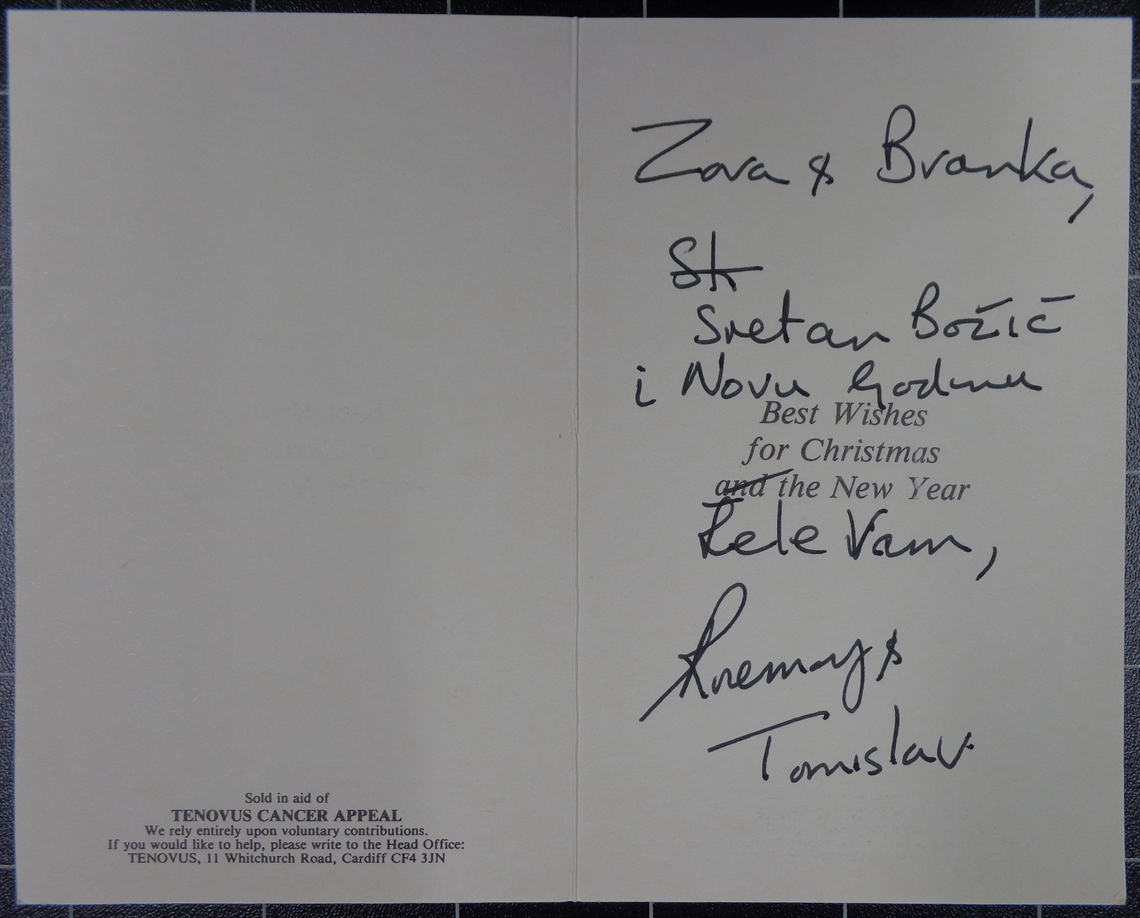 Sold in aid of
TENOVUS CANCER APPEAL
We rely entirely upon voluntary contributions.
If you would like to help, please write to the Head Office:
TENOVUS, 11 Whitchurch Road, Cardiff CF4 3JN
Zora & Branka,
St
Sretan Božić
i Novu Godinu
Best Wishes
for Christmas
and the New Year
žele Vam,
Rosemary &
Tomislav